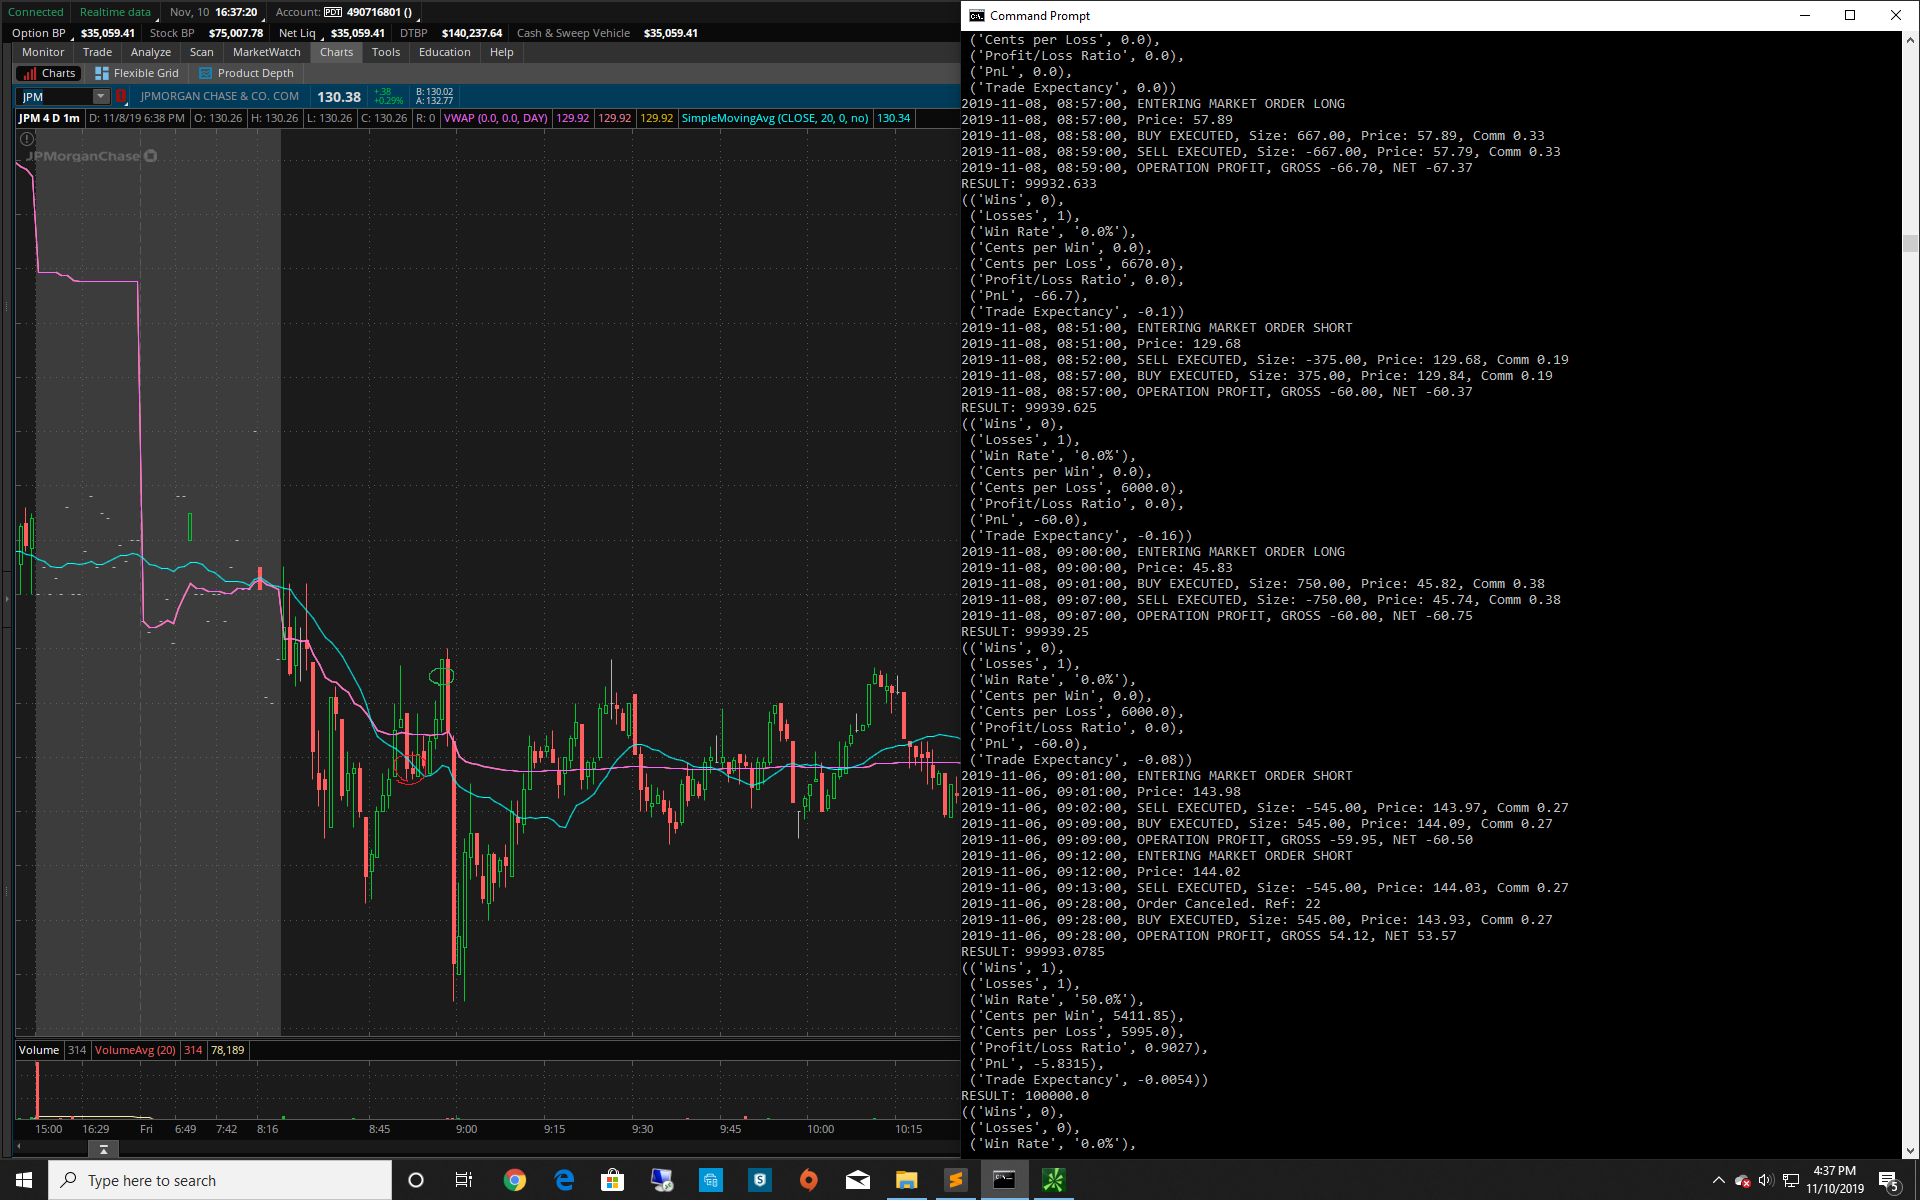 Connected Realtime data Nov, 10 16:37:20 Account: PDT 490716801 ()
Option BP $35,059.41 Stock BP $75,007.78 Net Liq $35,059.41 DTBP $140,237.64 Cash & Sweep Vehicle $35,059.41
Monitor Trade Analyze Scan MarketWatch Charts Tools Education Help
Charts Flexible Grid Product Depth
JPM JPMORGAN CHASE & CO. COM 130.38 +.38 +0.29% B: 130.02 A: 132.77
JPM 4 D 1m D: 11/8/19 6:38 PM O: 130.26 H: 130.26 L: 130.26 C: 130.26 R: 0 VWAP (0.0, 0.0, DAY) 129.92 129.92 129.92 SimpleMovingAvg (CLOSE, 20, 0, no) 130.34
JPMorganChase
Volume 314 VolumeAvg (20) 314 78,189
15:00 16:29 Fri 6:49 7:42 8:16 8:45 9:00 9:15 9:30 9:45 10:00 10:15
Command Prompt
('Cents per Loss', 0.0),
('Profit/Loss Ratio', 0.0),
('PnL', 0.0),
('Trade Expectancy', 0.0))
2019-11-08, 08:57:00, ENTERING MARKET ORDER LONG
2019-11-08, 08:57:00, Price: 57.89
2019-11-08, 08:58:00, BUY EXECUTED, Size: 667.00, Price: 57.89, Comm 0.33
2019-11-08, 08:59:00, SELL EXECUTED, Size: -667.00, Price: 57.79, Comm 0.33
2019-11-08, 08:59:00, OPERATION PROFIT, GROSS -66.70, NET -67.37
RESULT: 99932.633
(('Wins', 0),
('Losses', 1),
('Win Rate', '0.0%'),
('Cents per Win', 0.0),
('Cents per Loss', 6670.0),
('Profit/Loss Ratio', 0.0),
('PnL', -66.7),
('Trade Expectancy', -0.1))
2019-11-08, 08:51:00, ENTERING MARKET ORDER SHORT
2019-11-08, 08:51:00, Price: 129.68
2019-11-08, 08:52:00, SELL EXECUTED, Size: -375.00, Price: 129.68, Comm 0.19
2019-11-08, 08:57:00, BUY EXECUTED, Size: 375.00, Price: 129.84, Comm 0.19
2019-11-08, 08:57:00, OPERATION PROFIT, GROSS -60.00, NET -60.37
RESULT: 99939.625
(('Wins', 0),
('Losses', 1),
('Win Rate', '0.0%'),
('Cents per Win', 0.0),
('Cents per Loss', 6000.0),
('Profit/Loss Ratio', 0.0),
('PnL', -60.0),
('Trade Expectancy', -0.16))
2019-11-08, 09:00:00, ENTERING MARKET ORDER LONG
2019-11-08, 09:00:00, Price: 45.83
2019-11-08, 09:01:00, BUY EXECUTED, Size: 750.00, Price: 45.82, Comm 0.38
2019-11-08, 09:07:00, SELL EXECUTED, Size: -750.00, Price: 45.74, Comm 0.38
2019-11-08, 09:07:00, OPERATION PROFIT, GROSS -60.00, NET -60.75
RESULT: 99939.25
(('Wins', 0),
('Losses', 1),
('Win Rate', '0.0%'),
('Cents per Win', 0.0),
('Cents per Loss', 6000.0),
('Profit/Loss Ratio', 0.0),
('PnL', -60.0),
('Trade Expectancy', -0.08))
2019-11-06, 09:01:00, ENTERING MARKET ORDER SHORT
2019-11-06, 09:01:00, Price: 143.98
2019-11-06, 09:02:00, SELL EXECUTED, Size: -545.00, Price: 143.97, Comm 0.27
2019-11-06, 09:09:00, BUY EXECUTED, Size: 545.00, Price: 144.09, Comm 0.27
2019-11-06, 09:09:00, OPERATION PROFIT, GROSS -59.95, NET -60.50
2019-11-06, 09:12:00, ENTERING MARKET ORDER SHORT
2019-11-06, 09:12:00, Price: 144.02
2019-11-06, 09:13:00, SELL EXECUTED, Size: -545.00, Price: 144.03, Comm 0.27
2019-11-06, 09:28:00, Order Canceled. Ref: 22
2019-11-06, 09:28:00, BUY EXECUTED, Size: 545.00, Price: 143.93, Comm 0.27
2019-11-06, 09:28:00, OPERATION PROFIT, GROSS 54.12, NET 53.57
RESULT: 99993.0785
(('Wins', 1),
('Losses', 1),
('Win Rate', '50.0%'),
('Cents per Win', 5411.85),
('Cents per Loss', 5995.0),
('Profit/Loss Ratio', 0.9027),
('PnL', -5.8315),
('Trade Expectancy', -0.0054))
RESULT: 100000.0
(('Wins', 0),
('Losses', 0),
('Win Rate', '0.0%'),
Type here to search
4:37 PM
11/10/2019
5